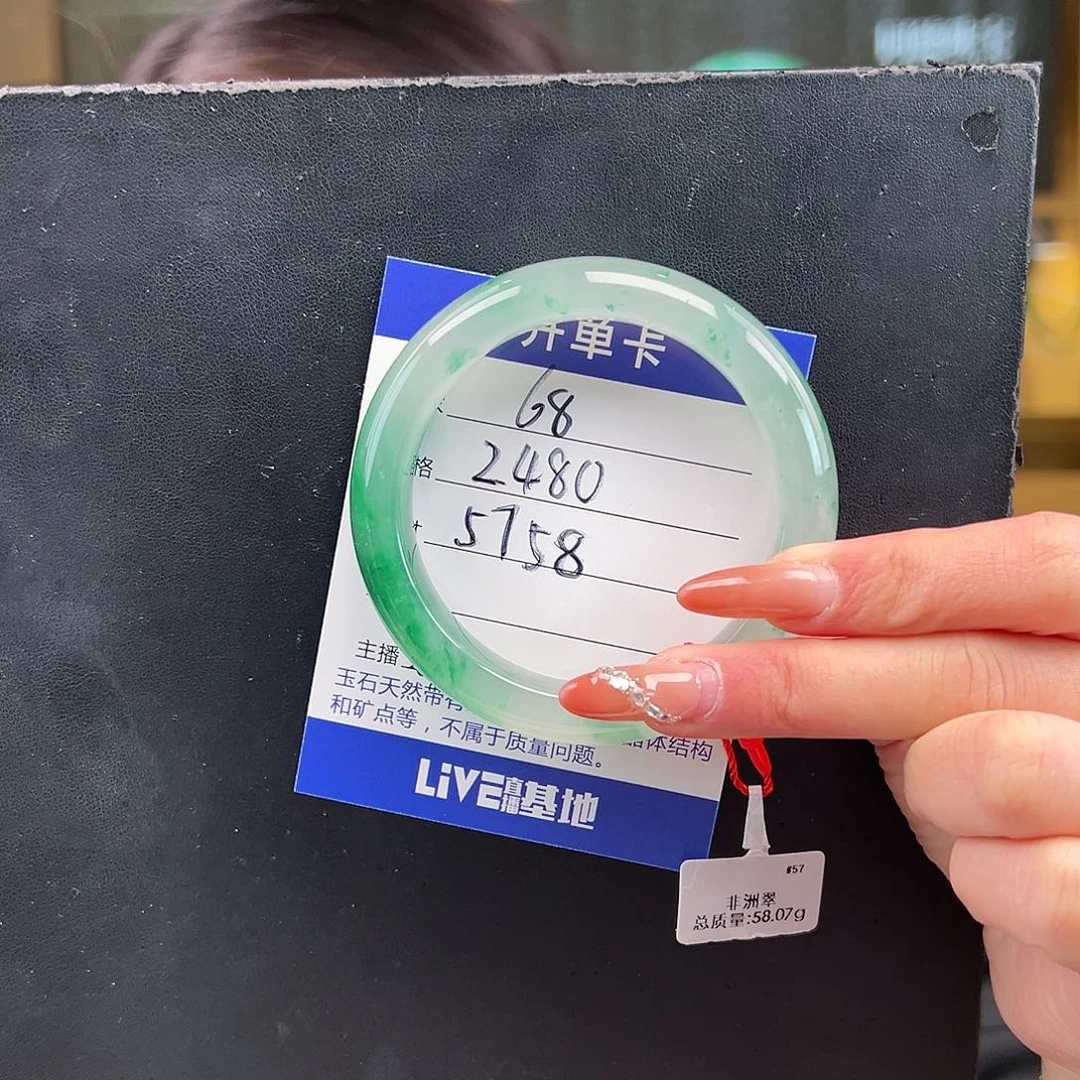 开单卡
68
格 2480
5758
主播
玉石天然带有
晶体结构
和矿点等，不属于质量问题。
LiVE直播基地
#57
非洲翠
总质量:58.07g